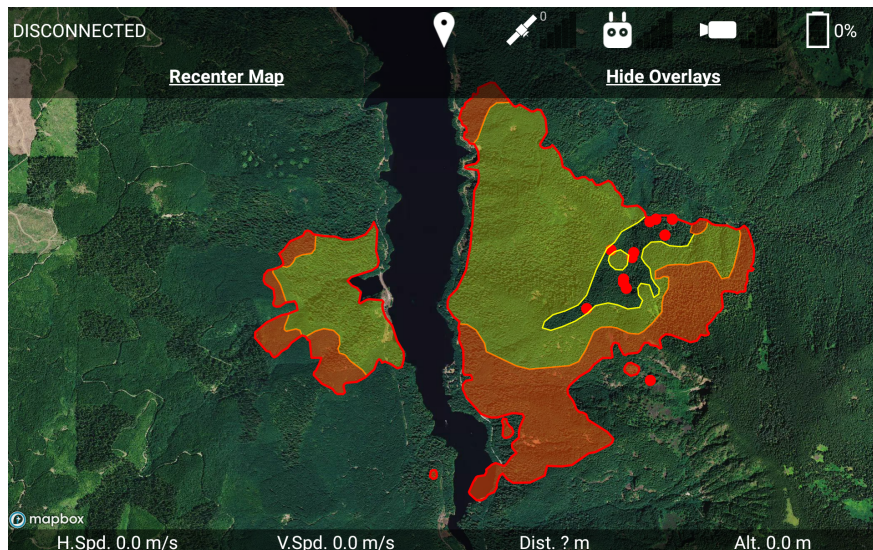 DISCONNECTED
0
0%
Recenter Map
Hide Overlays
mapbox
H.Spd. 0.0 m/s
V.Spd. 0.0 m/s
Dist. ? m
Alt. 0.0 m